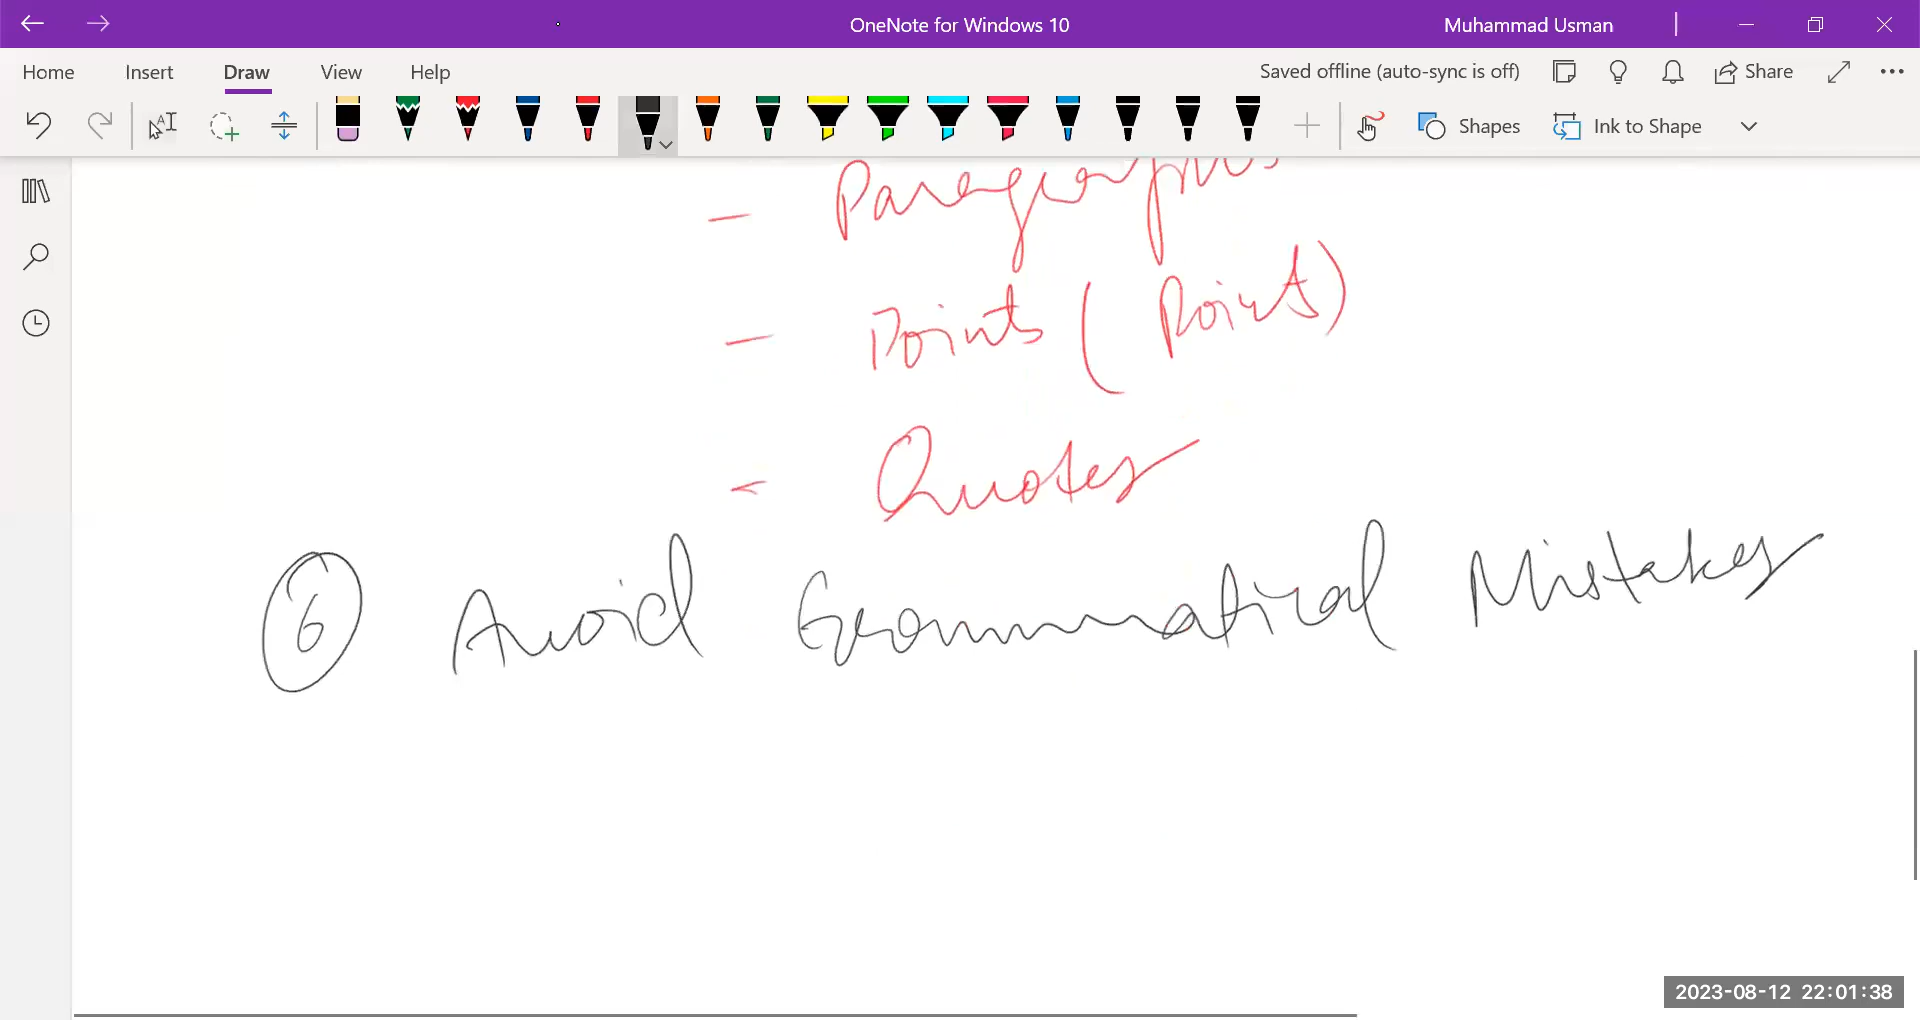 OneNote for Windows 10 Muhammad Usman
Home Insert Draw View Help Saved offline (auto-sync is off) Share
Shapes Ink to Shape
- Paragraphs
- Points ( Point)
- Quotes
6 Avoid Grammatical Mistakes
2023-08-12 22:01:38